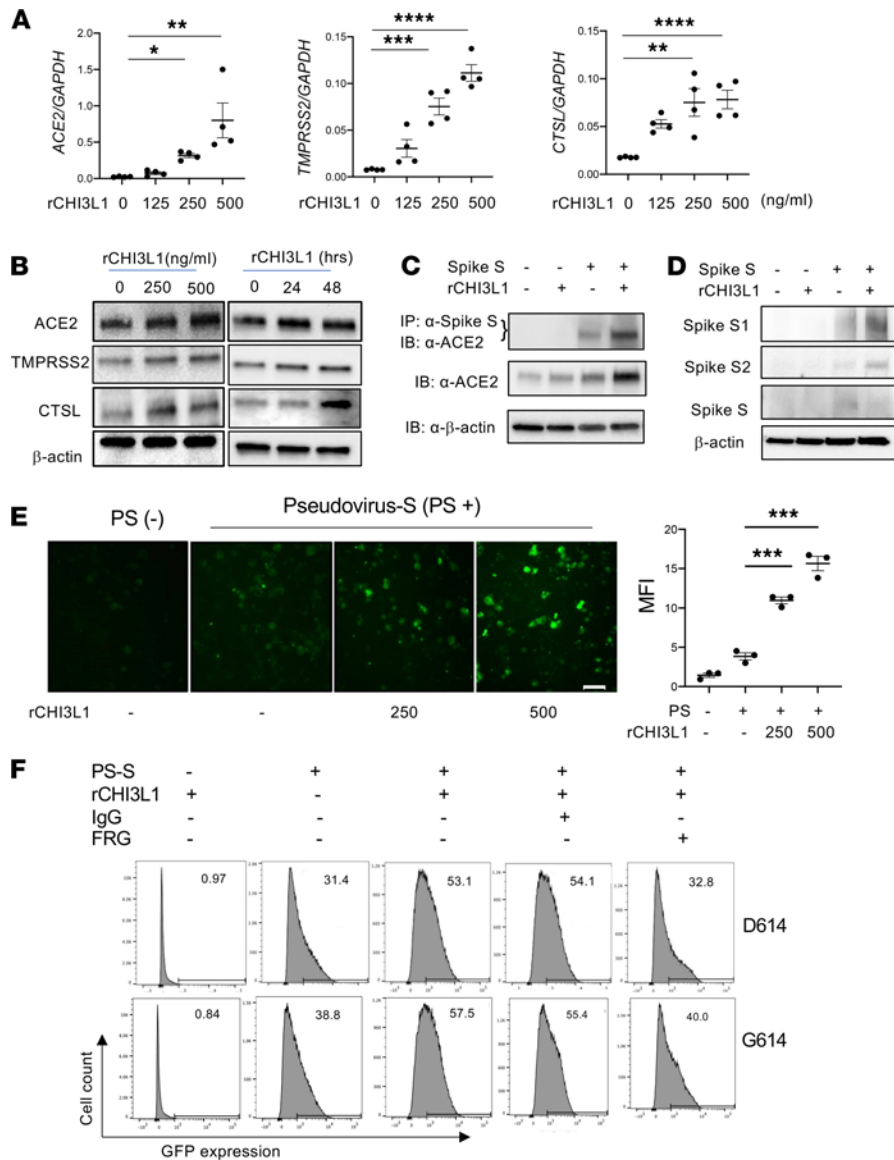 A
** 
*
ACE2/GAPDH
2.0
1.5
1.0
0.5
0.0
rCHI3L1 0 125 250 500
****
***
TMPRSS2/GAPDH
0.15
0.10
0.05
0.00
rCHI3L1 0 125 250 500
****
**
CTSL/GAPDH
0.20
0.15
0.10
0.05
0.00
rCHI3L1 0 125 250 500 (ng/ml)
B
rCHI3L1(ng/ml) rCHI3L1 (hrs)
0 250 500 0 24 48
ACE2
TMPRSS2
CTSL
β-actin
C
Spike S - - + +
rCHI3L1 - + - +
IP: α-Spike S }
IB: α-ACE2
IB: α-ACE2
IB: α-β-actin
D
Spike S - - + +
rCHI3L1 - + - +
Spike S1
Spike S2
Spike S
β-actin
E
PS (-) Pseudovirus-S (PS +)
rCHI3L1 - - 250 500
***
***
MFI
20
15
10
5
0
PS - + + +
rCHI3L1 - - 250 500
F
PS-S - + + + +
rCHI3L1 + - + + +
IgG - - - + -
FRG - - - - +
0.97 31.4 53.1 54.1 32.8
D614
0.84 38.8 57.5 55.4 40.0
G614
Cell count
GFP expression